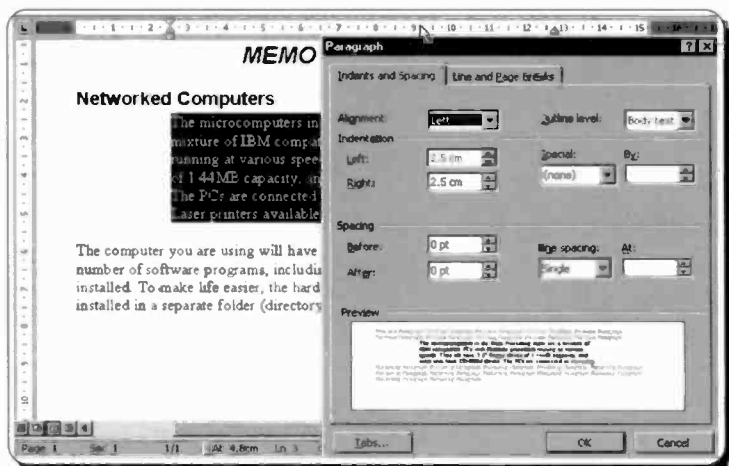 MEMO
Networked Computers
The microcomputers in
mixture of IBM compat
running at various spee
of 1.44MB capacity, an
The PCs are connected
Laser printers available
The computer you are using will have
number of software programs, includin
installed. To make life easier, the hard
installed in a separate folder (directory
Page 1 Sec 1 1/1 At 4.8cm Ln 3
Paragraph
Indents and Spacing Line and Page Breaks
Alignment: Left Outline level: Body text
Indentation
Left: 2.5 cm Special: By:
Right: 2.5 cm (none)
Spacing
Before: 0 pt Line spacing: At:
After: 0 pt Single
Preview
Tabs... OK Cancel